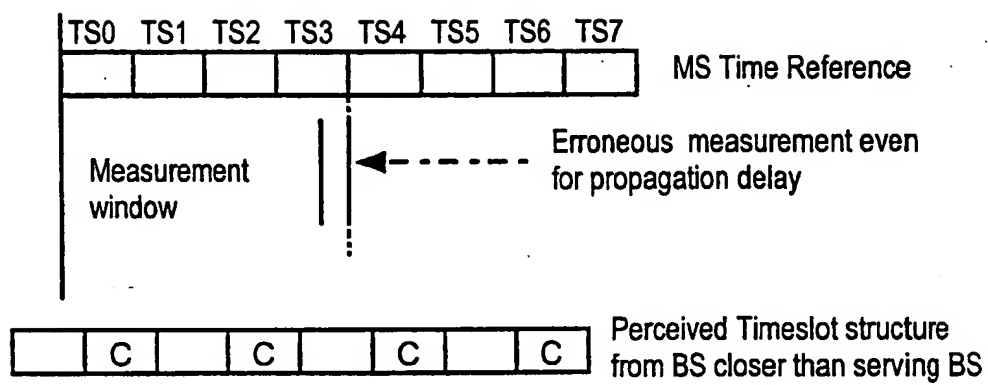 TS0 TS1 TS2 TS3 TS4 TS5 TS6 TS7
MS Time Reference
Measurement
window
Erroneous measurement even
for propagation delay
C C C C
Perceived Timeslot structure
from BS closer than serving BS